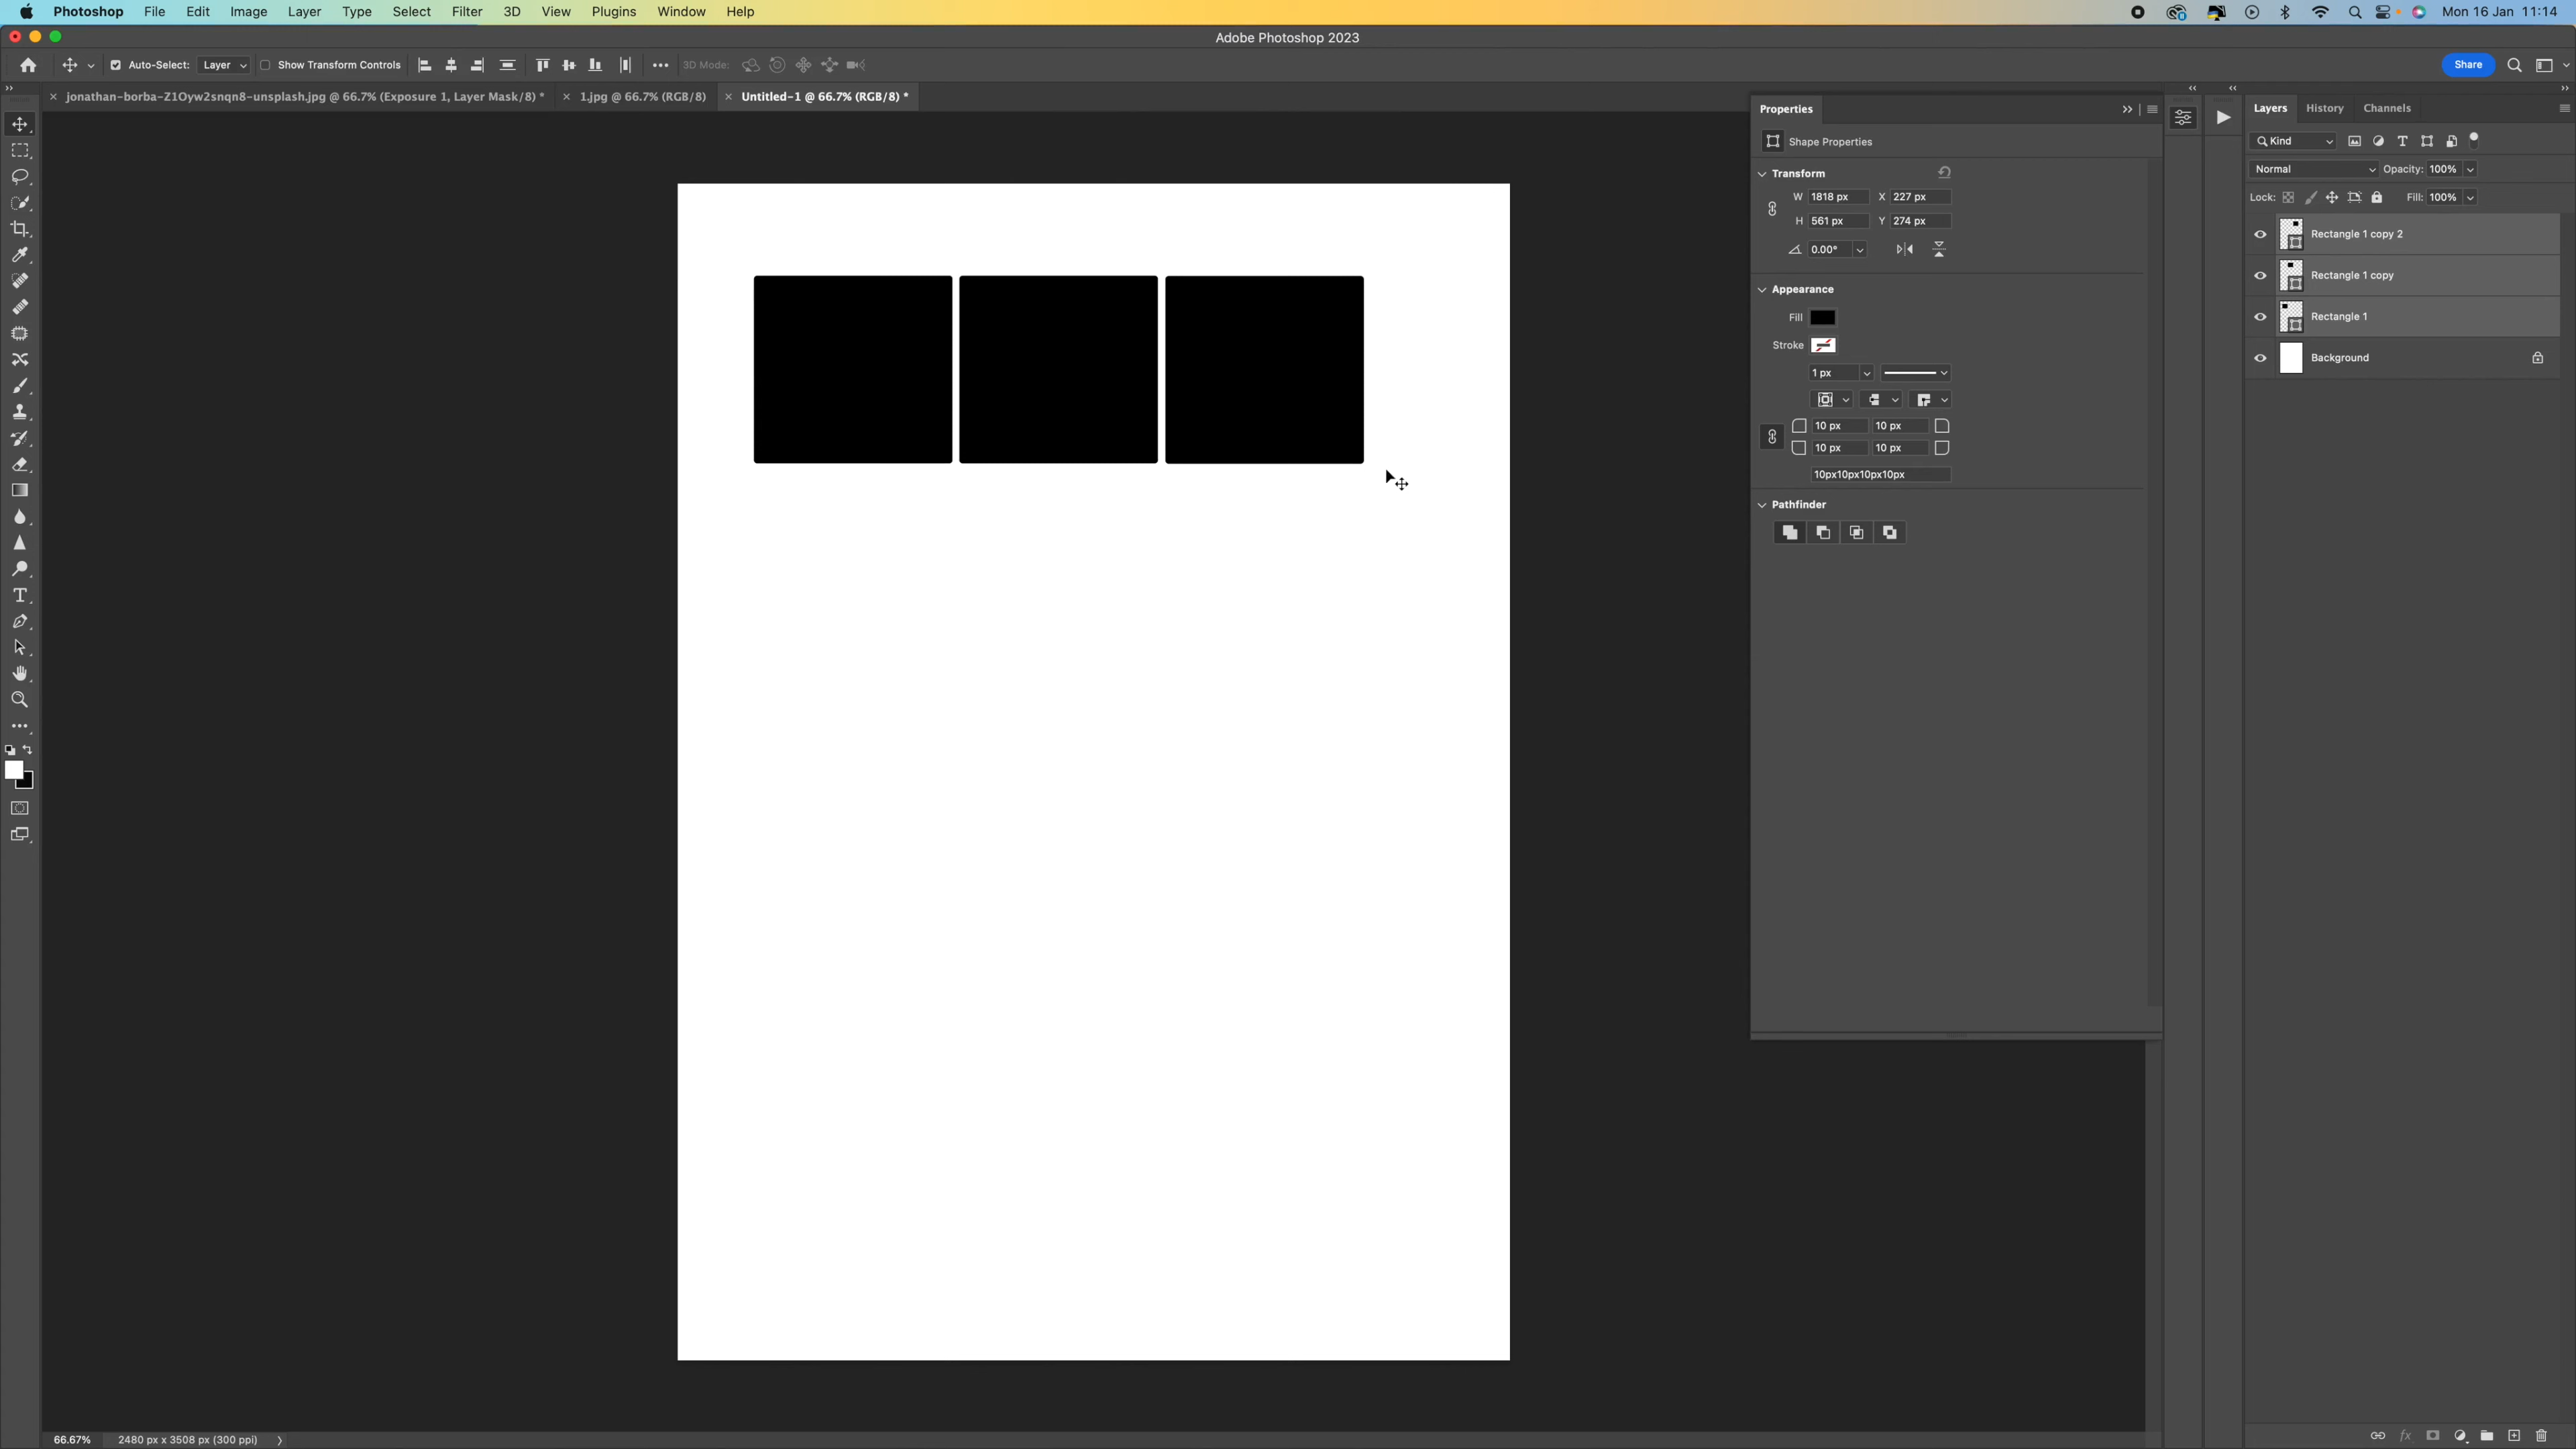 Photoshop File Edit Image Layer Type Select Filter 3D View Plugins Window Help Mon 16 Jan 11:14
Adobe Photoshop 2023
Auto-Select: Layer Show Transform Controls 3D Mode: Share
jonathan-borba-Z1Oyw2snqn8-unsplash.jpg @ 66.7% (Exposure 1, Layer Mask/8) * 1.jpg @ 66.7% (RGB/8) Untitled-1 @ 66.7% (RGB/8) *
Properties
Shape Properties
Transform
W 1818 px X 227 px
H 561 px Y 274 px
0.00°
Appearance
Fill
Stroke
1 px
10 px 10 px
10 px 10 px
10px10px10px10px
Pathfinder
Layers History Channels
Kind
Normal Opacity: 100%
Lock: Fill: 100%
Rectangle 1 copy 2
Rectangle 1 copy
Rectangle 1
Background
fx
66.67% 2480 px x 3508 px (300 ppi)